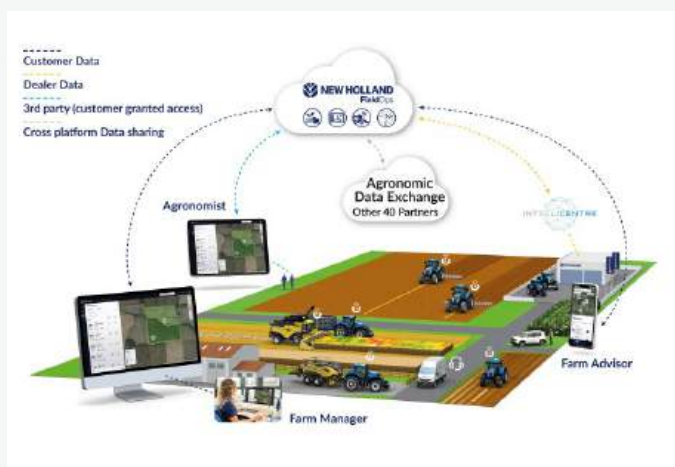 Customer Data
Dealer Data
3rd party (customer granted access)
Cross platform Data sharing
NEW HOLLAND
FieldOps
Agronomic
Data Exchange
Other 40 Partners
Agronomist
INTELLICENTRE
Farm Advisor
Farm Manager